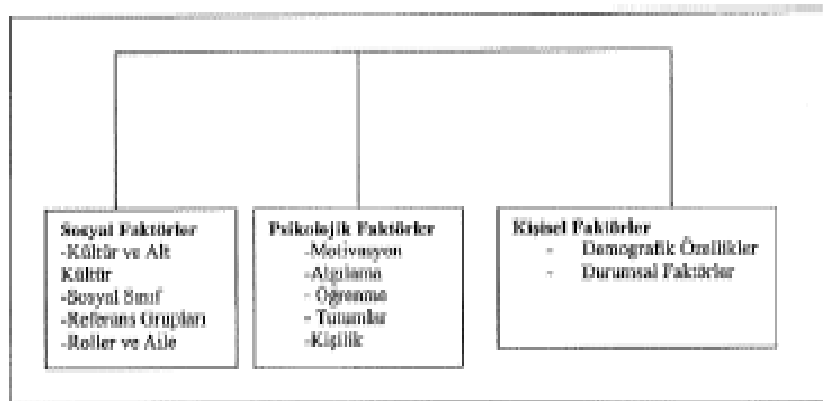 Sosyal Faktörler
-Kültür ve Alt
Kültür
-Sosyal Sınıf
-Referans Grupları
-Roller ve Aile
Psikolojik Faktörler
-Motivasyon
-Algılama
- Öğrenme
- Tutumlar
-Kişilik
Kişisel Faktörler
- Demografik Özellikler
- Durumsal Faktörler